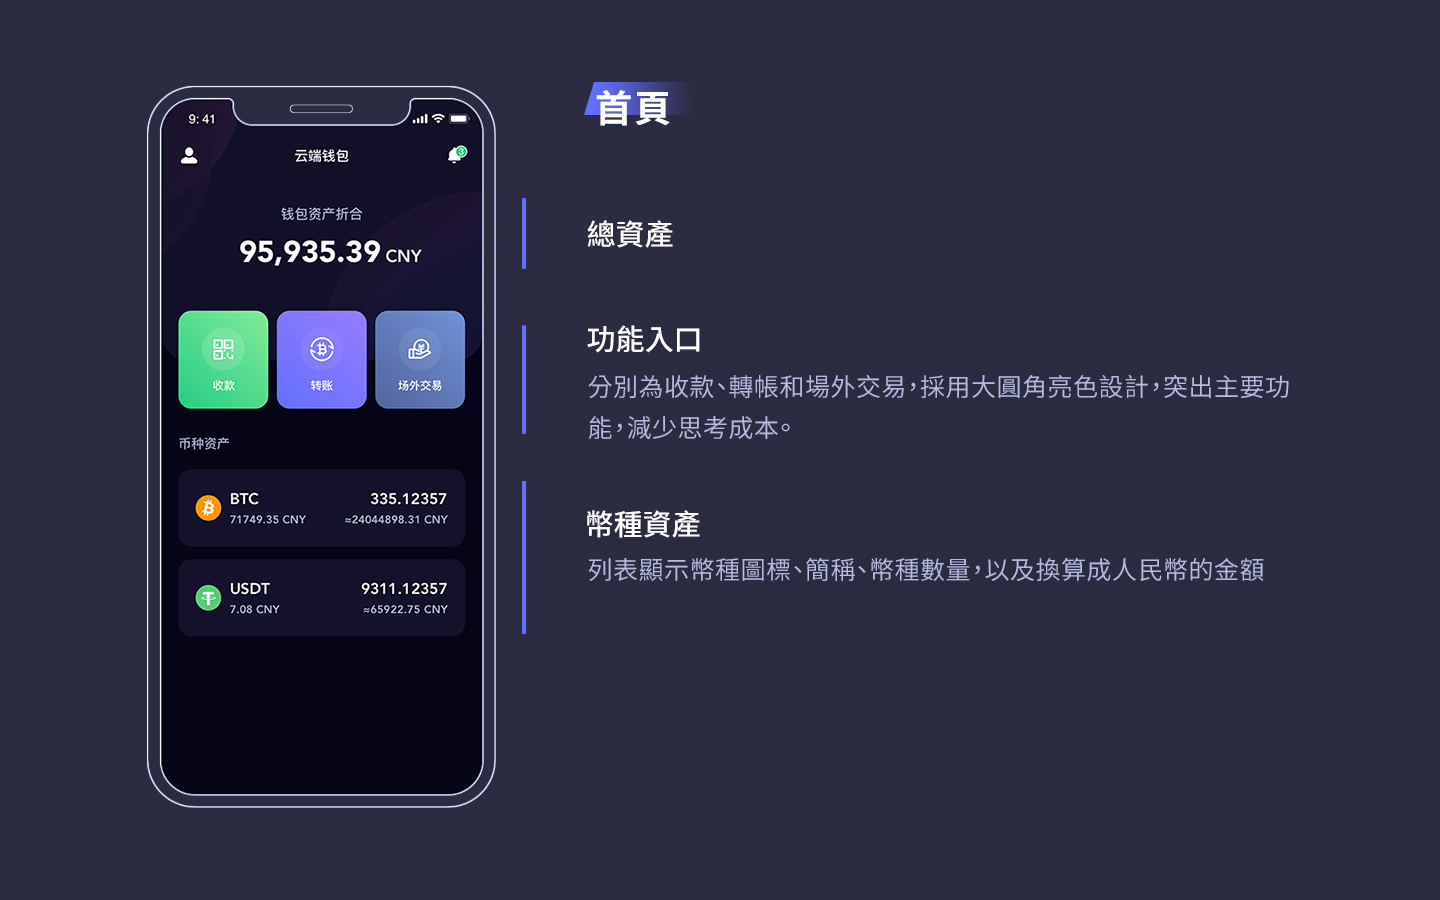 9:41
云端钱包
3
钱包资产折合
95,935.39 CNY
收款
转账
场外交易
币种资产
BTC
335.12357
71749.35 CNY
≈24044898.31 CNY
USDT
9311.12357
7.08 CNY
≈65922.75 CNY
首頁
總資產
功能入口
分別為收款、轉帳和場外交易，採用大圓角亮色設計，突出主要功
能，減少思考成本。
幣種資產
列表顯示幣種圖標、簡稱、幣種數量，以及換算成人民幣的金額